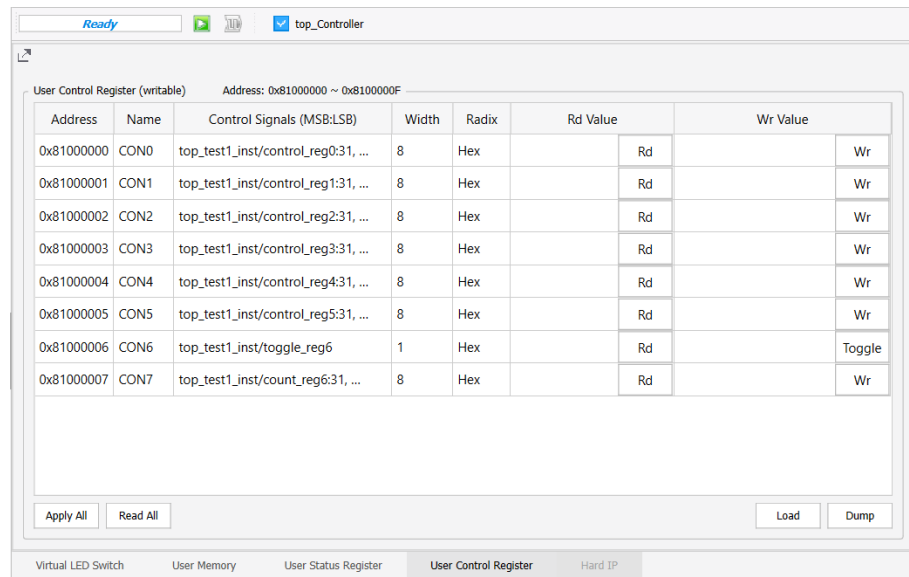 Ready top_Controller
User Control Register (writable) Address: 0x81000000 ~ 0x8100000F
Address Name Control Signals (MSB:LSB) Width Radix Rd Value Wr Value
0x81000000 CON0 top_test1_inst/control_reg0:31, ... 8 Hex Rd Wr
0x81000001 CON1 top_test1_inst/control_reg1:31, ... 8 Hex Rd Wr
0x81000002 CON2 top_test1_inst/control_reg2:31, ... 8 Hex Rd Wr
0x81000003 CON3 top_test1_inst/control_reg3:31, ... 8 Hex Rd Wr
0x81000004 CON4 top_test1_inst/control_reg4:31, ... 8 Hex Rd Wr
0x81000005 CON5 top_test1_inst/control_reg5:31, ... 8 Hex Rd Wr
0x81000006 CON6 top_test1_inst/toggle_reg6 1 Hex Rd Toggle
0x81000007 CON7 top_test1_inst/count_reg6:31, ... 8 Hex Rd Wr
Apply All Read All Load Dump
Virtual LED Switch User Memory User Status Register User Control Register Hard IP